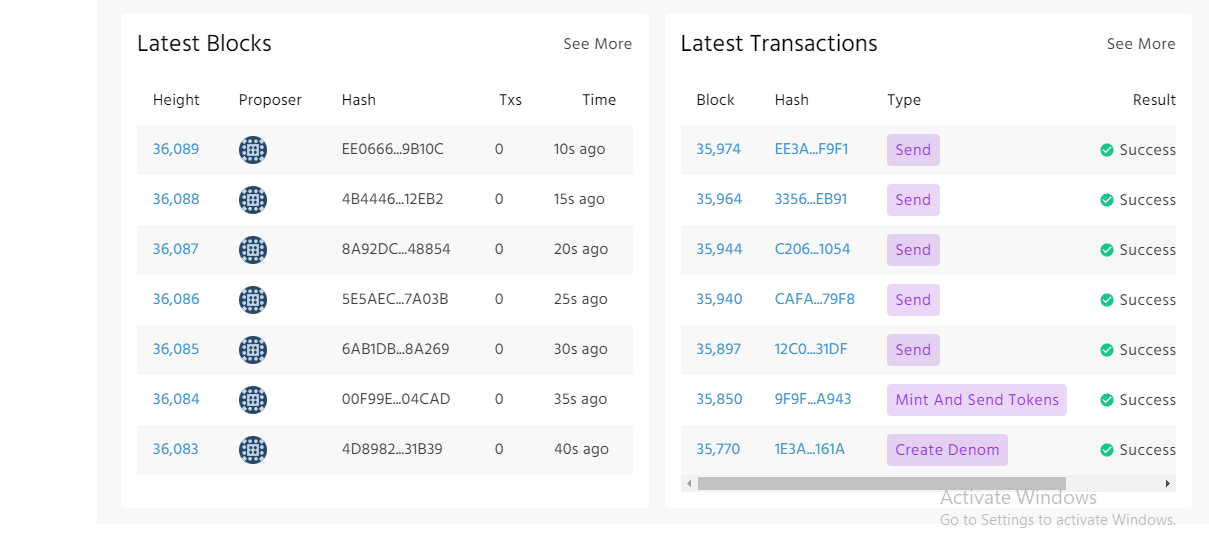 Latest Blocks See More
Height Proposer Hash Txs Time
36,089 EE0666...9B10C 0 10s ago
36,088 4B4446...12EB2 0 15s ago
36,087 8A92DC...48854 0 20s ago
36,086 5E5AEC...7A03B 0 25s ago
36,085 6AB1DB...8A269 0 30s ago
36,084 00F99E...04CAD 0 35s ago
36,083 4D8982...31B39 0 40s ago
Latest Transactions See More
Block Hash Type Result
35,974 EE3A...F9F1 Send Success
35,964 3356...EB91 Send Success
35,944 C206...1054 Send Success
35,940 CAFA...79F8 Send Success
35,897 12C0...31DF Send Success
35,850 9F9F...A943 Mint And Send Tokens Success
35,770 1E3A...161A Create Denom Success
Activate Windows
Go to Settings to activate Windows.